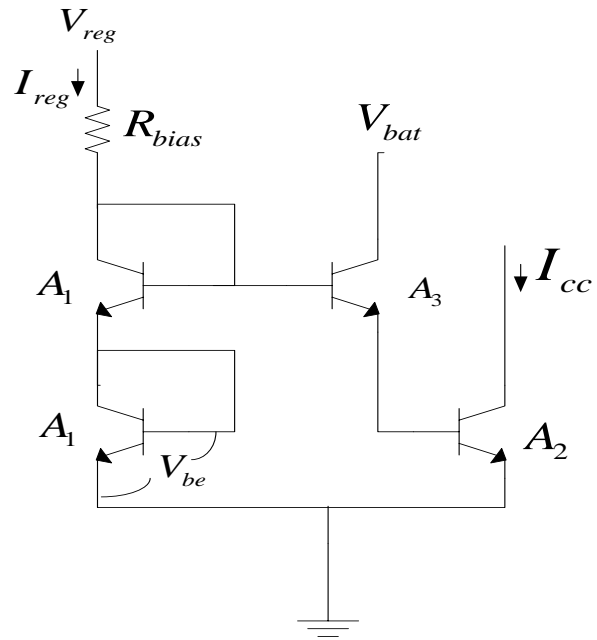 V_reg
I_reg
R_bias
V_bat
A_1
A_3
I_cc
A_1
V_be
A_2